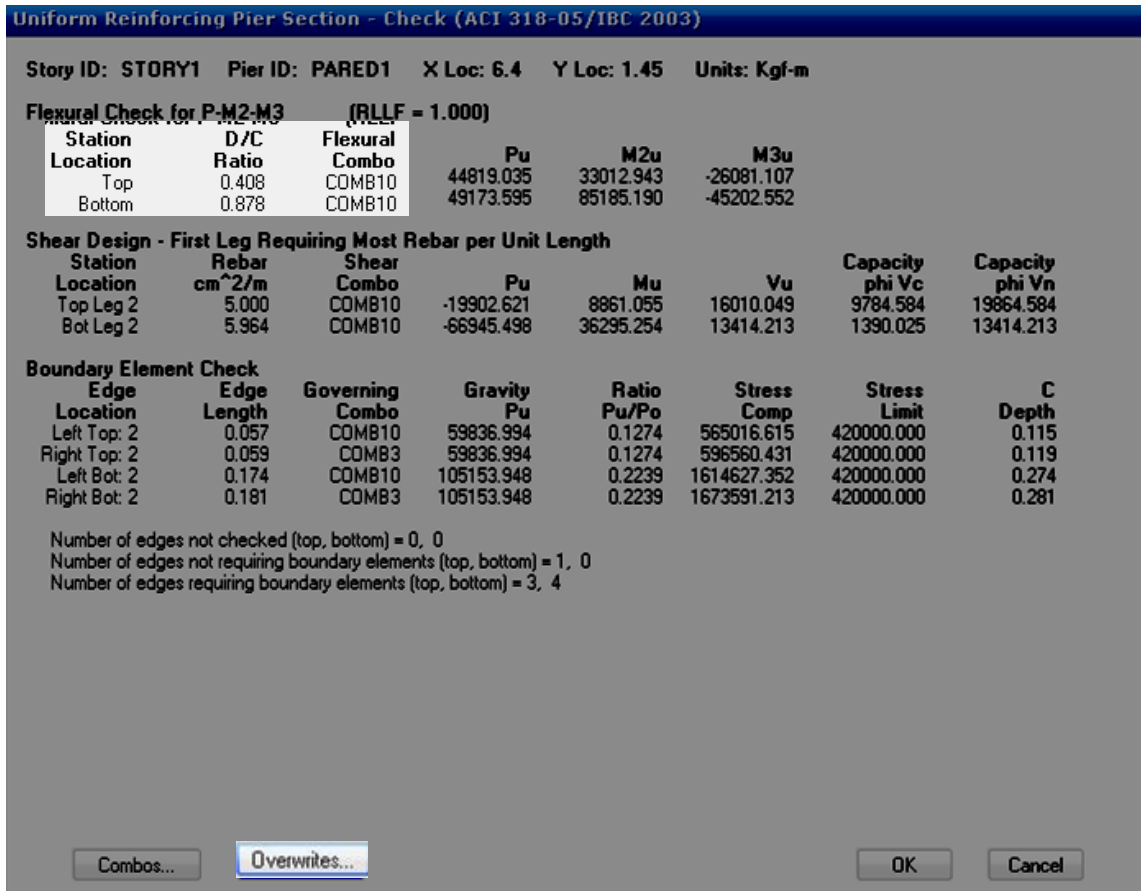 Uniform Reinforcing Pier Section - Check (ACI 318-05/IBC 2003)
Story ID: STORY1 Pier ID: PARED1 X Loc: 6.4 Y Loc: 1.45 Units: Kgf-m
Flexural Check for P-M2-M3 (RLLF = 1.000)
Station D/C Flexural
Location Ratio Combo Pu M2u M3u
Top 0.408 COMB10 44819.035 33012.943 -26081.107
Bottom 0.878 COMB10 49173.595 85185.190 -45202.552
Shear Design - First Leg Requiring Most Rebar per Unit Length
Station Rebar Shear Capacity Capacity
Location cm^2/m Combo Pu Mu Vu phi Vc phi Vn
Top Leg 2 5.000 COMB10 -19902.621 8861.055 16010.049 9784.584 19864.584
Bot Leg 2 5.964 COMB10 -66945.498 36295.254 13414.213 1390.025 13414.213
Boundary Element Check
Edge Edge Governing Gravity Ratio Stress Stress C
Location Length Combo Pu Pu/Po Comp Limit Depth
Left Top: 2 0.057 COMB10 59836.994 0.1274 565016.615 420000.000 0.115
Right Top: 2 0.059 COMB3 59836.994 0.1274 596560.431 420000.000 0.119
Left Bot: 2 0.174 COMB10 105153.948 0.2239 1614627.352 420000.000 0.274
Right Bot: 2 0.181 COMB3 105153.948 0.2239 1673591.213 420000.000 0.281
Number of edges not checked (top, bottom) = 0, 0
Number of edges not requiring boundary elements (top, bottom) = 1, 0
Number of edges requiring boundary elements (top, bottom) = 3, 4
Combos... Overwrites... OK Cancel